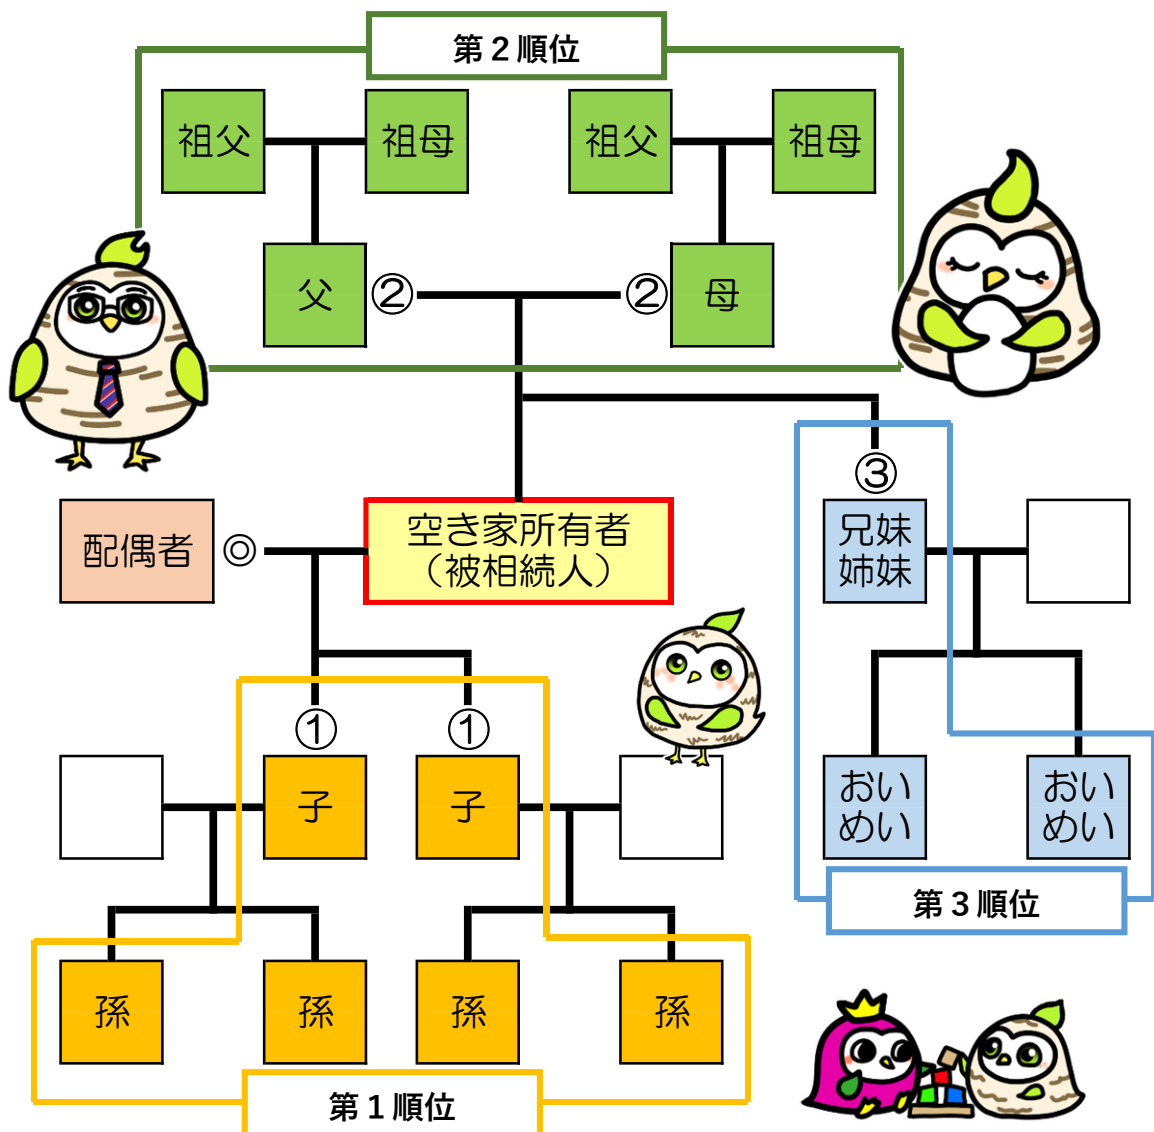 第2順位
祖父
祖母
祖父
祖母
父
②
②
母
③
配偶者
◎
空き家所有者
（被相続人）
兄妹
姉妹
①
①
子
子
おい
めい
おい
めい
第3順位
孫
孫
孫
孫
第1順位